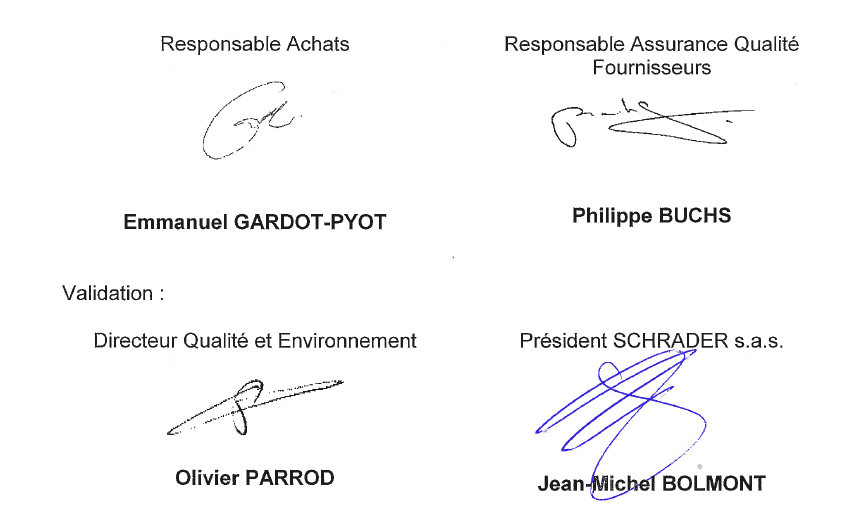 Responsable Achats
Responsable Assurance Qualité
Fournisseurs
Emmanuel GARDOT-PYOT
Philippe BUCHS
Validation :
Directeur Qualité et Environnement
Président SCHRADER s.a.s.
Olivier PARROD
Jean-Michel BOLMONT